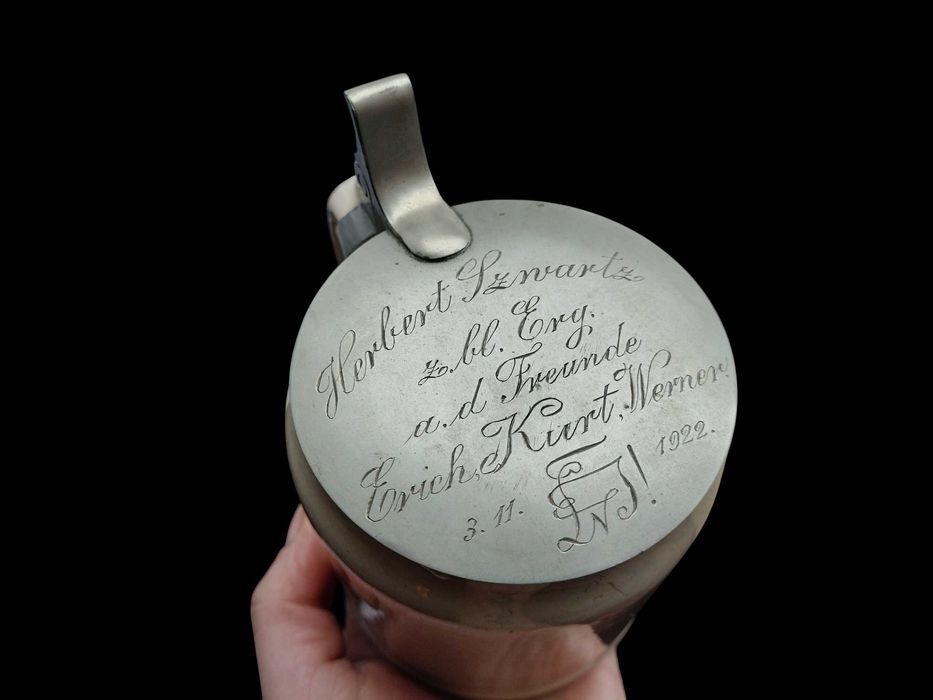 Herbert Szwartz
z. bl. Erg.
a. d Freunde
Erich, Kurt, Werner.
3. 11. 1922.